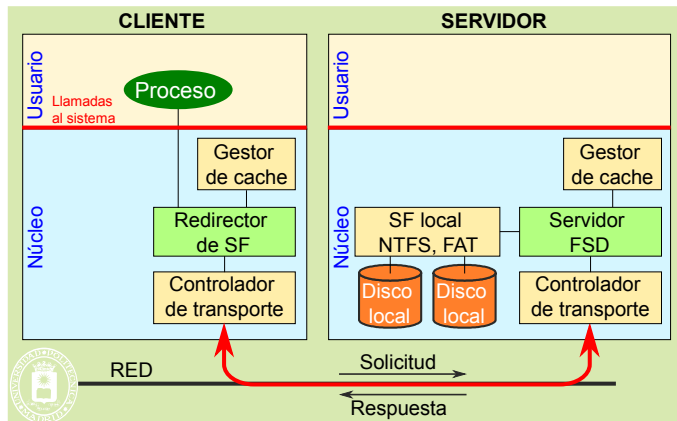 CLIENTE
SERVIDOR
Usuario
Proceso
Llamadas
al sistema
Usuario
Núcleo
Gestor
de cache
Redirector
de SF
Controlador
de transporte
Núcleo
Gestor
de cache
SF local
NTFS, FAT
Servidor
FSD
Disco
local
Disco
local
Controlador
de transporte
RED
Solicitud
Respuesta